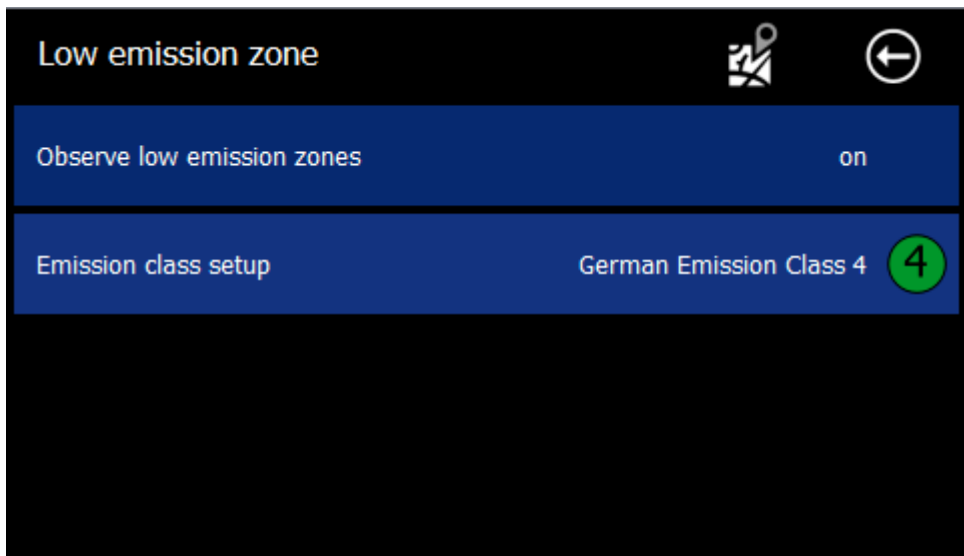 Low emission zone
Observe low emission zones on
Emission class setup German Emission Class 4 4